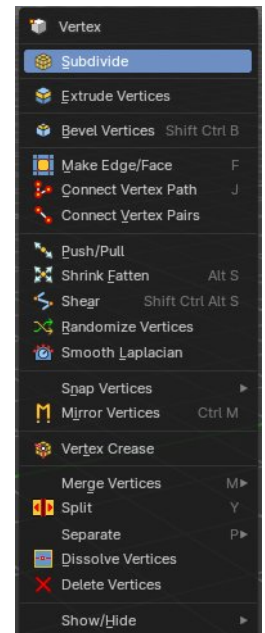 Vertex
Subdivide
Extrude Vertices
Bevel Vertices Shift Ctrl B
Make Edge/Face F
Connect Vertex Path J
Connect Vertex Pairs
Push/Pull
Shrink Fatten Alt S
Shear Shift Ctrl Alt S
Randomize Vertices
Smooth Laplacian
Snap Vertices
Mirror Vertices Ctrl M
Vertex Crease
Merge Vertices M
Split Y
Separate P
Dissolve Vertices
Delete Vertices
Show/Hide